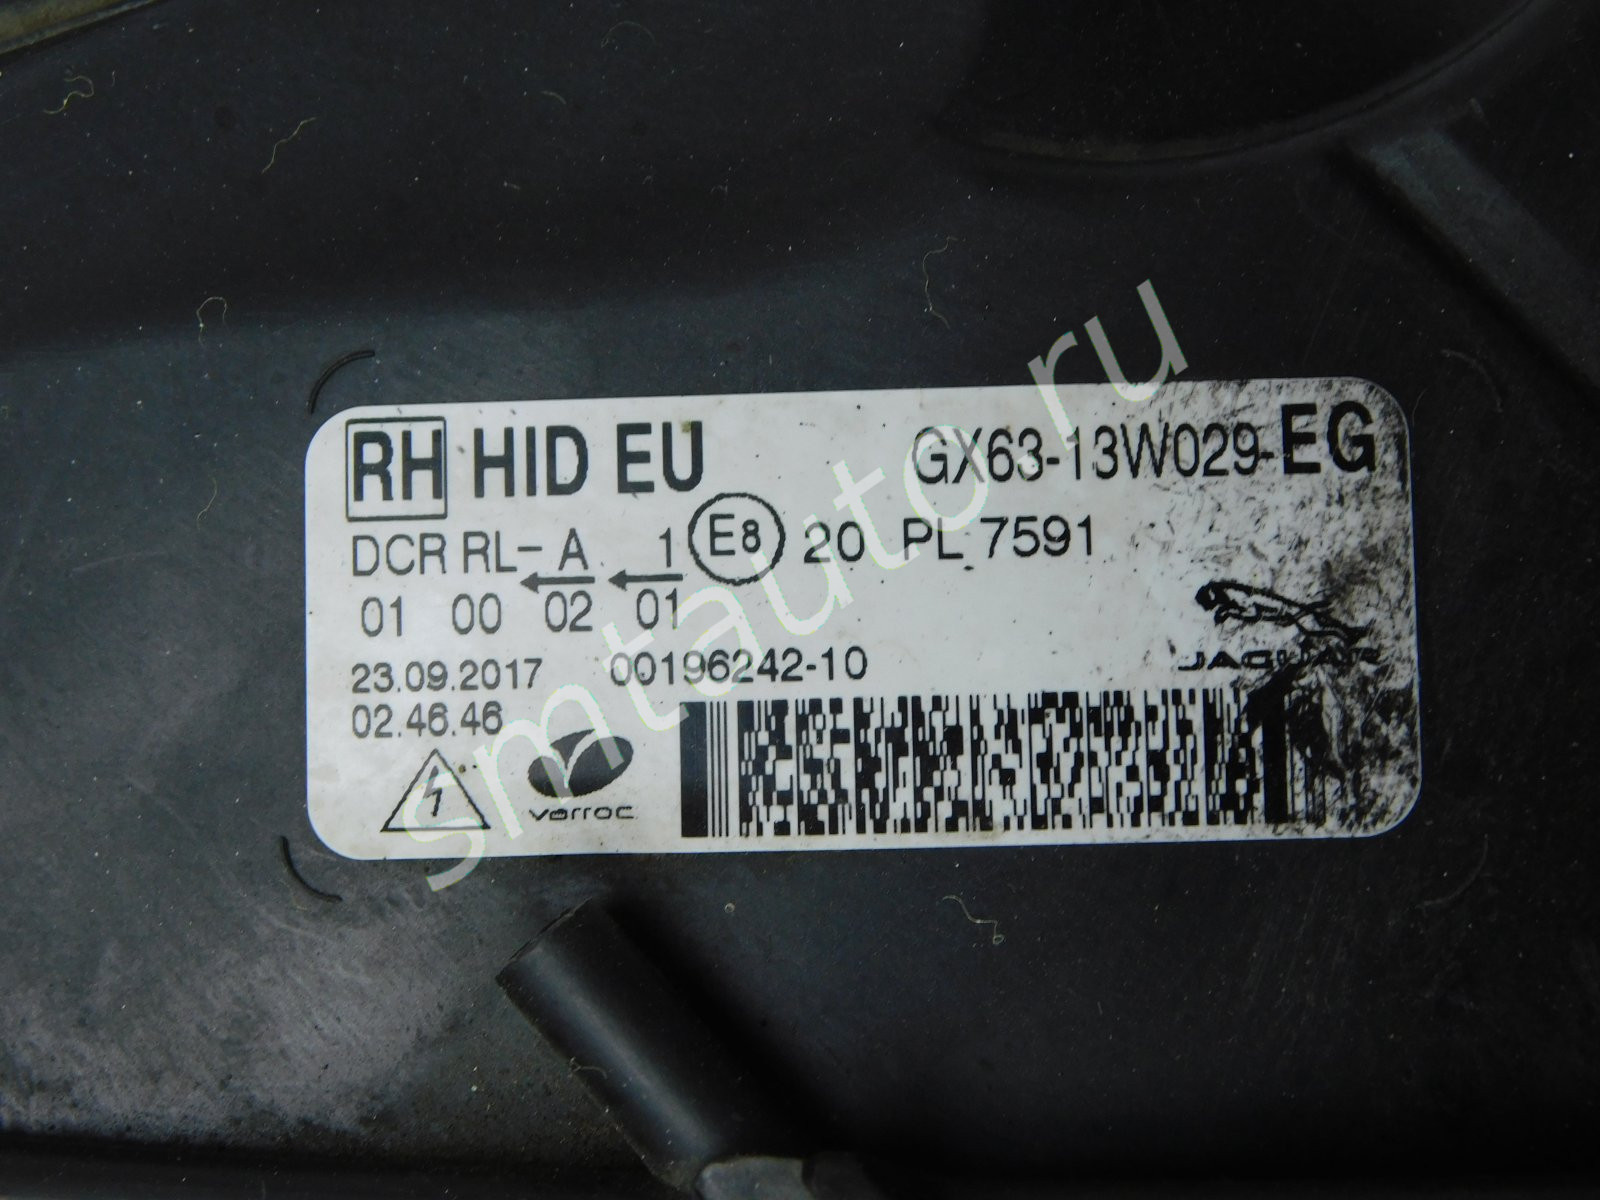 RH HID EU GX63-13W029-EG
DCR RL- A 1 E8 20 PL 7591
01 00 02 01
JAGUAR
23.09.2017 00196242-10
02.46.46
varroc
smtauto.ru